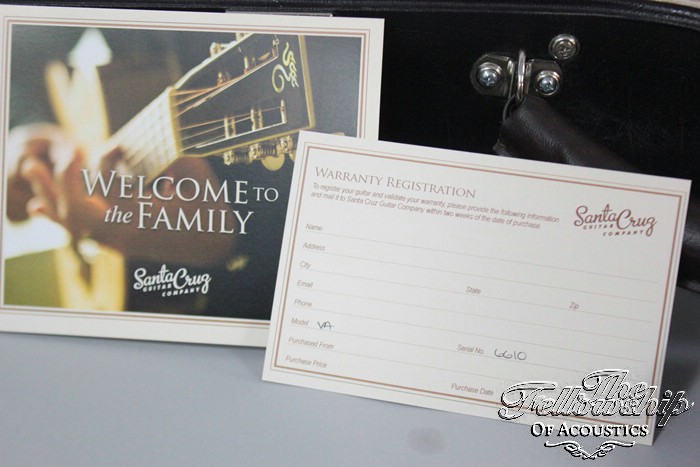 WELCOME TO
the FAMILY
Santa Cruz
GUITAR
COMPANY
SCGC
WARRANTY REGISTRATION
To register your guitar and validate your warranty, please provide the following information
and mail it to Santa Cruz Guitar Company within two weeks of the date of purchase.
Santa Cruz
GUITAR
COMPANY
Name
Address
City
Email State Zip
Phone
Model VA
Purchased From Serial No. 6610
Purchase Price
Purchase Date
The
Fellowship
OF ACOUSTICS